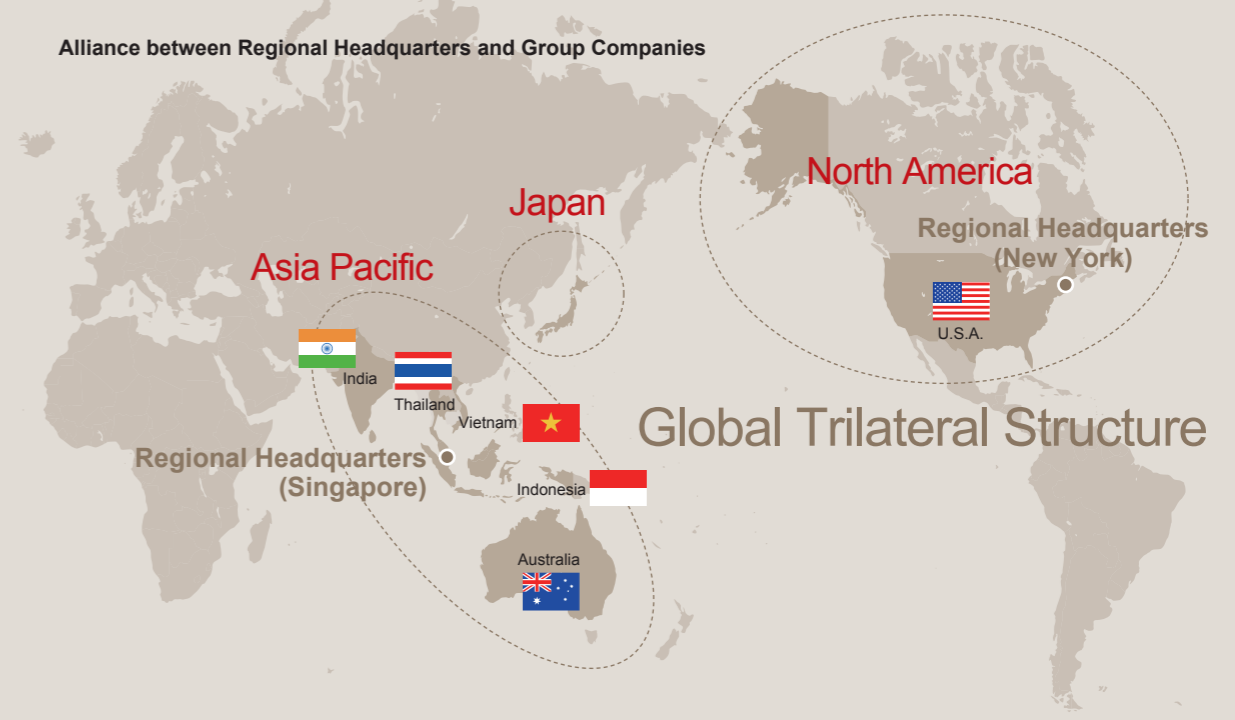 Alliance between Regional Headquarters and Group Companies
North America
Japan
Regional Headquarters
(New York)
Asia Pacific
U.S.A.
India
Thailand
Vietnam
Global Trilateral Structure
Regional Headquarters
(Singapore)
Indonesia
Australia